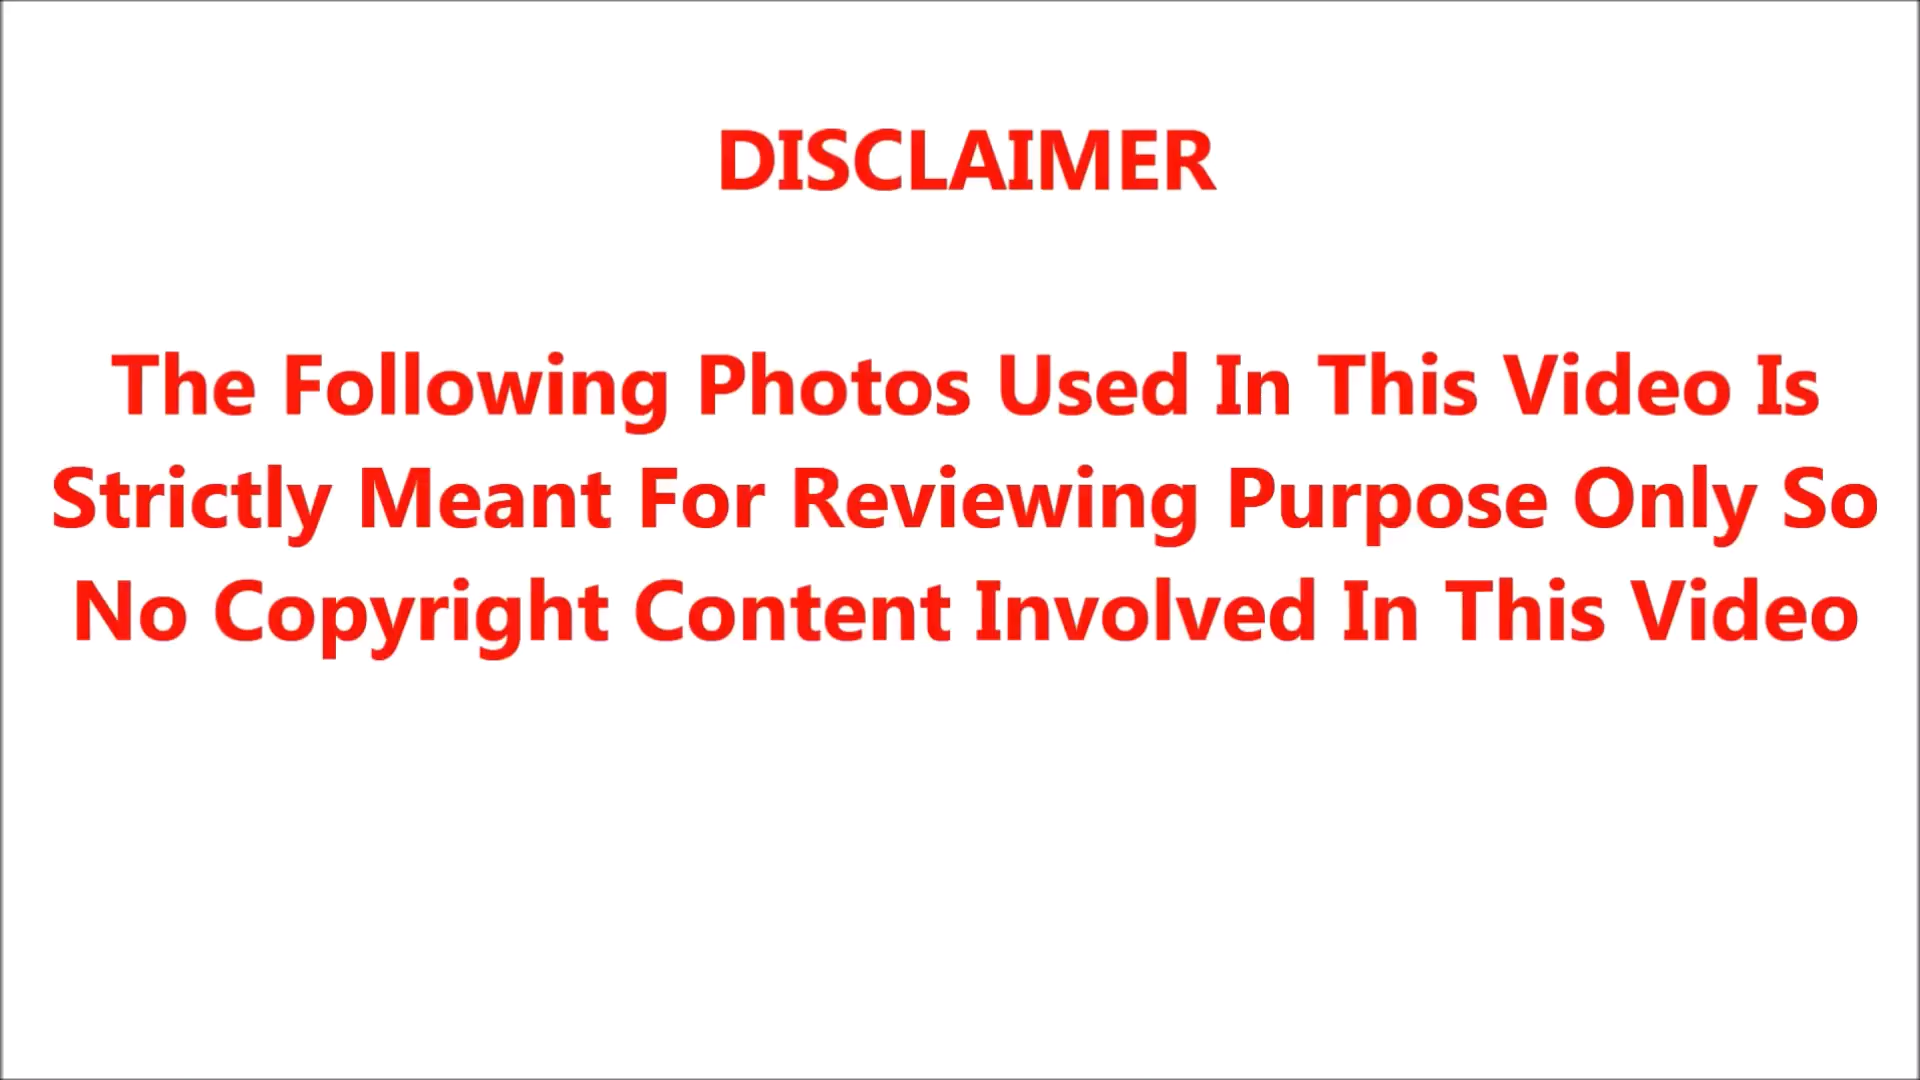 DISCLAIMER
The Following Photos Used In This Video Is
Strictly Meant For Reviewing Purpose Only So
No Copyright Content Involved In This Video